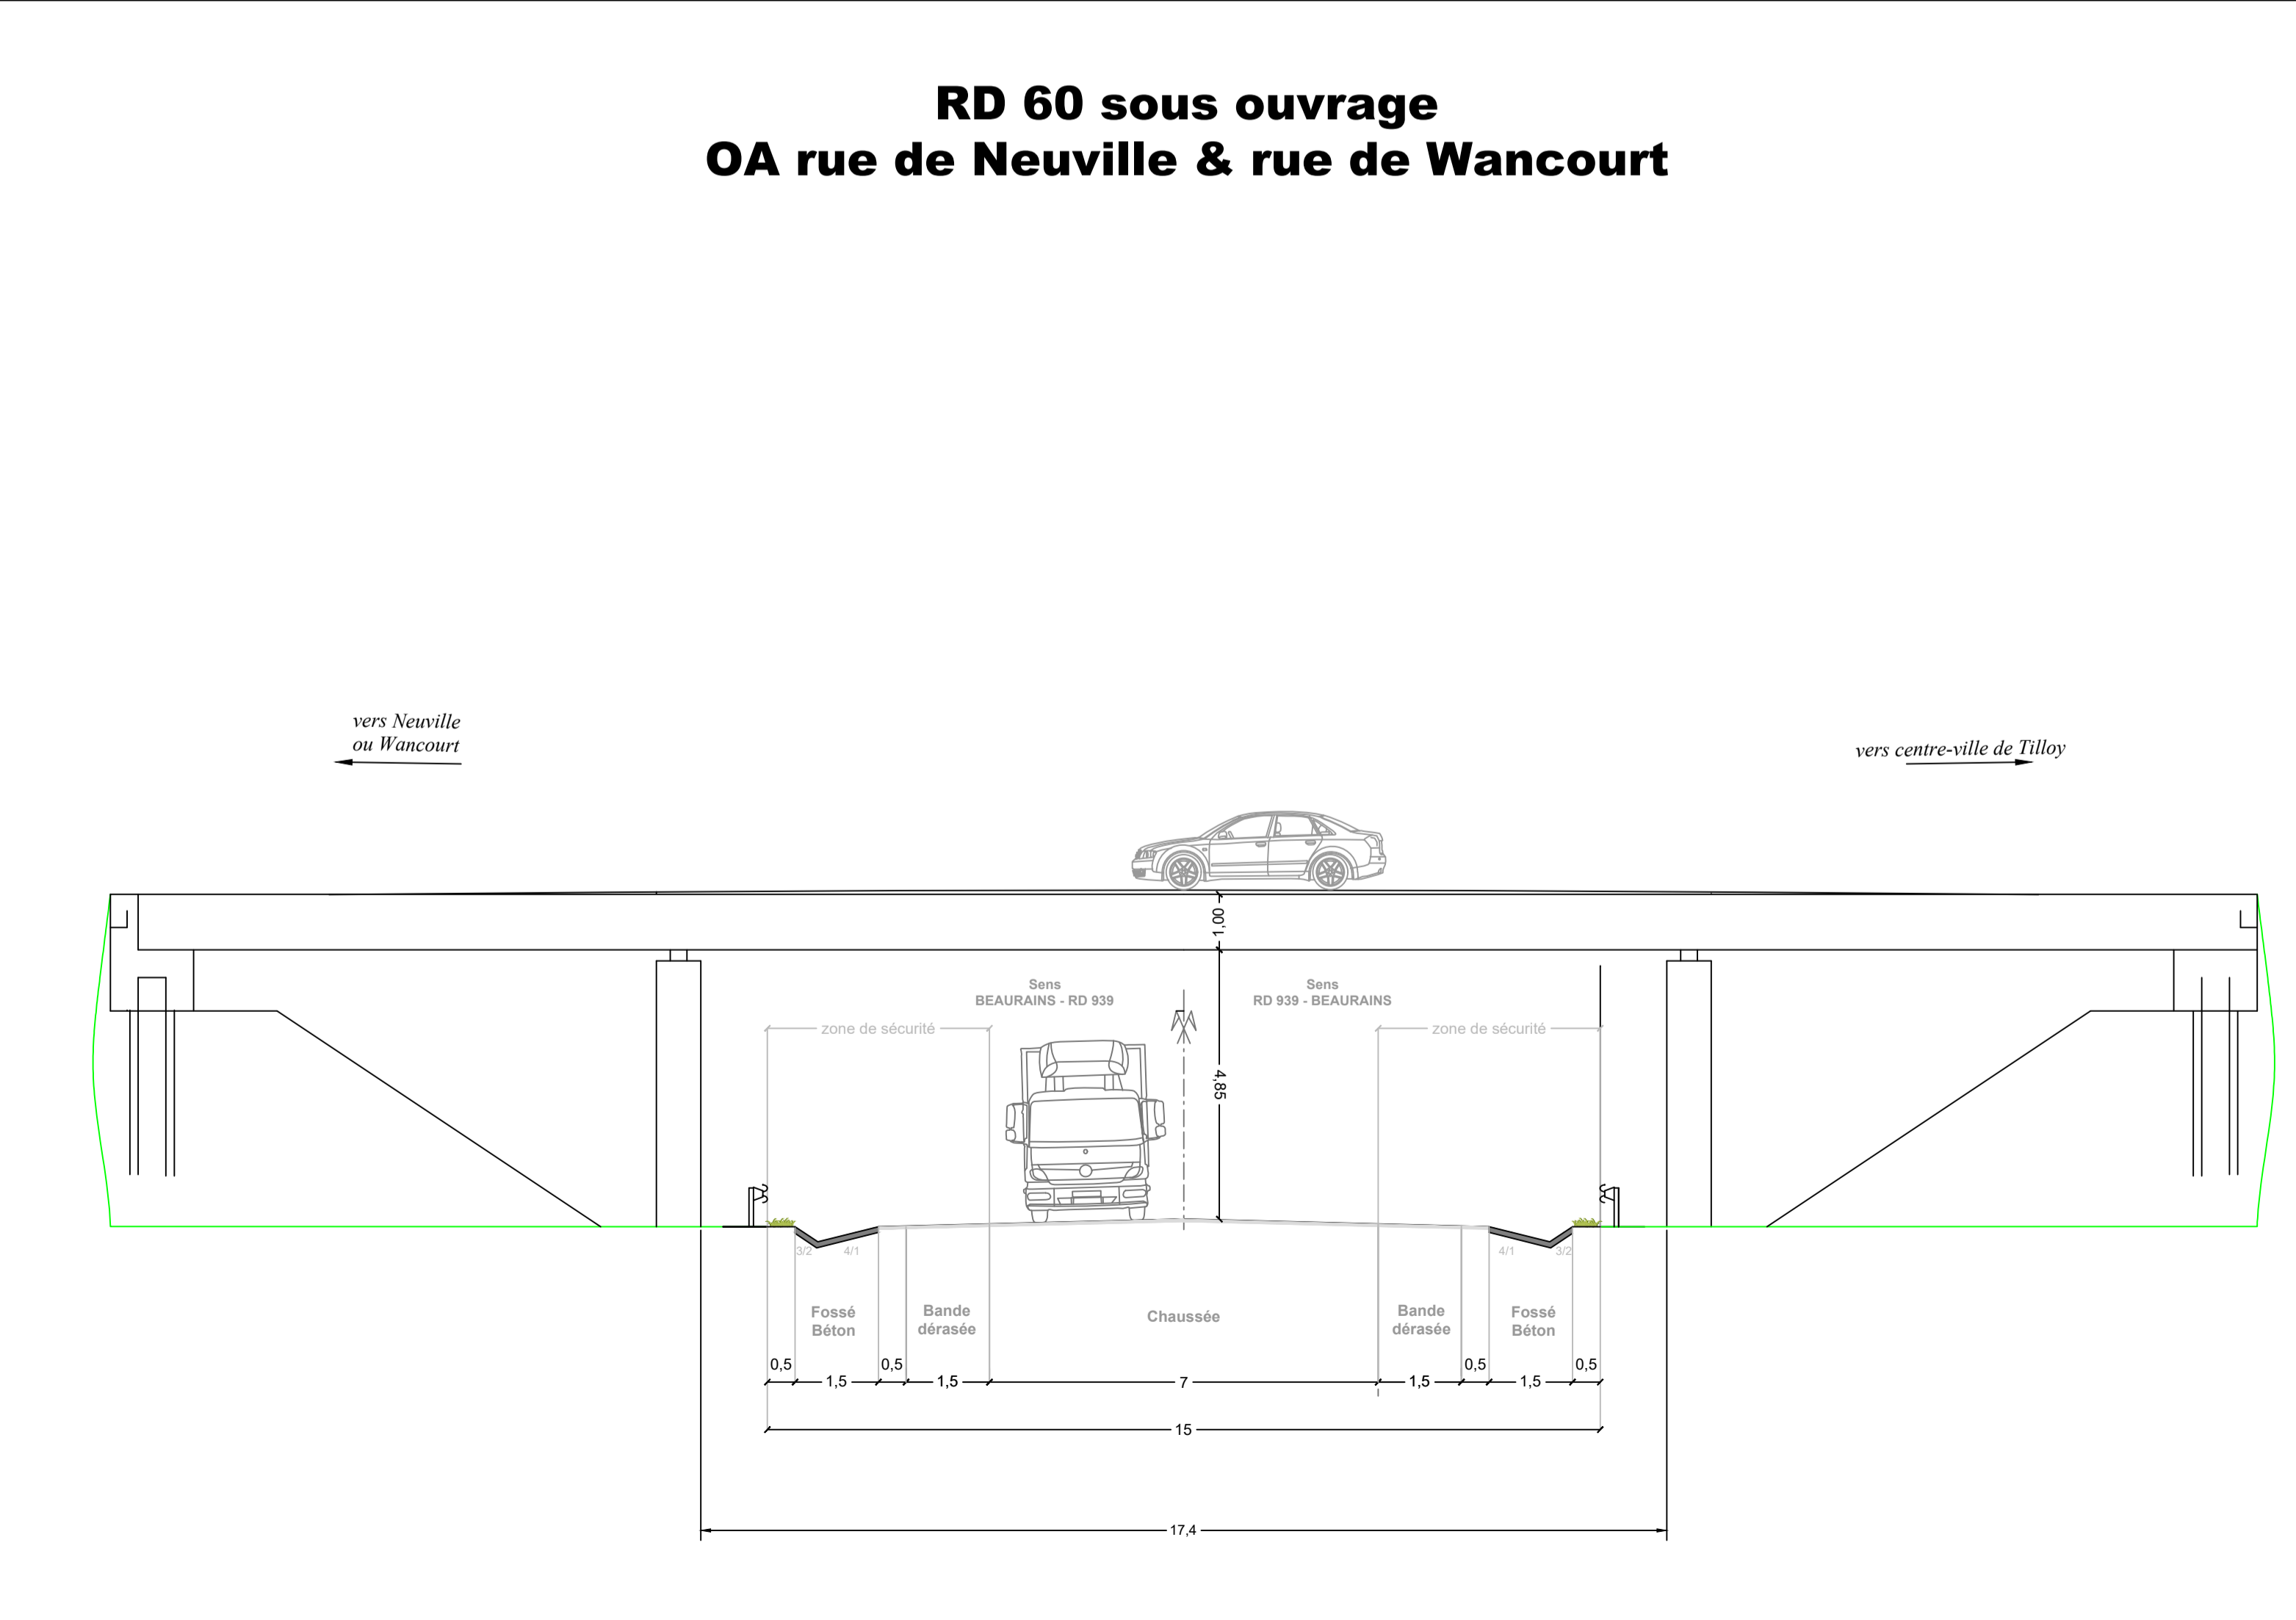 RD 60 sous ouvrage
OA rue de Neuville & rue de Wancourt
vers Neuville
ou Wancourt
vers centre-ville de Tilloy
1,00
Sens
BEAURAINS - RD 939
Sens
RD 939 - BEAURAINS
zone de sécurité
zone de sécurité
4,85
3/2
4/1
4/1
3/2
Fossé
Béton
Bande
dérasée
Chaussée
Bande
dérasée
Fossé
Béton
0,5
0,5
0,5
0,5
1,5
1,5
7
1,5
1,5
15
17,4